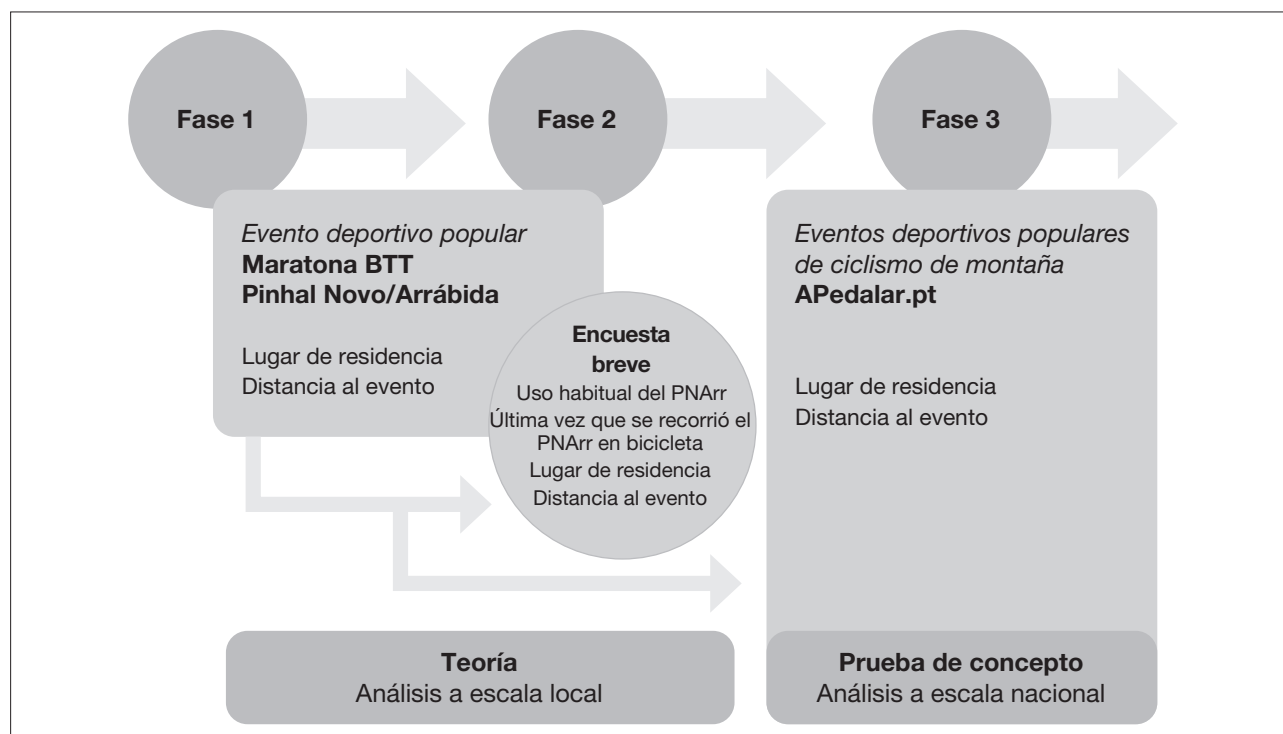 Fase 1
Fase 2
Fase 3
Evento deportivo popular
Maratona BTT
Pinhal Novo/Arrábida
Lugar de residencia
Distancia al evento
Encuesta
breve
Uso habitual del PNArr
Última vez que se recorrió el
PNArr en bicicleta
Lugar de residencia
Distancia al evento
Eventos deportivos populares
de ciclismo de montaña
APedalar.pt
Lugar de residencia
Distancia al evento
Teoría
Análisis a escala local
Prueba de concepto
Análisis a escala nacional